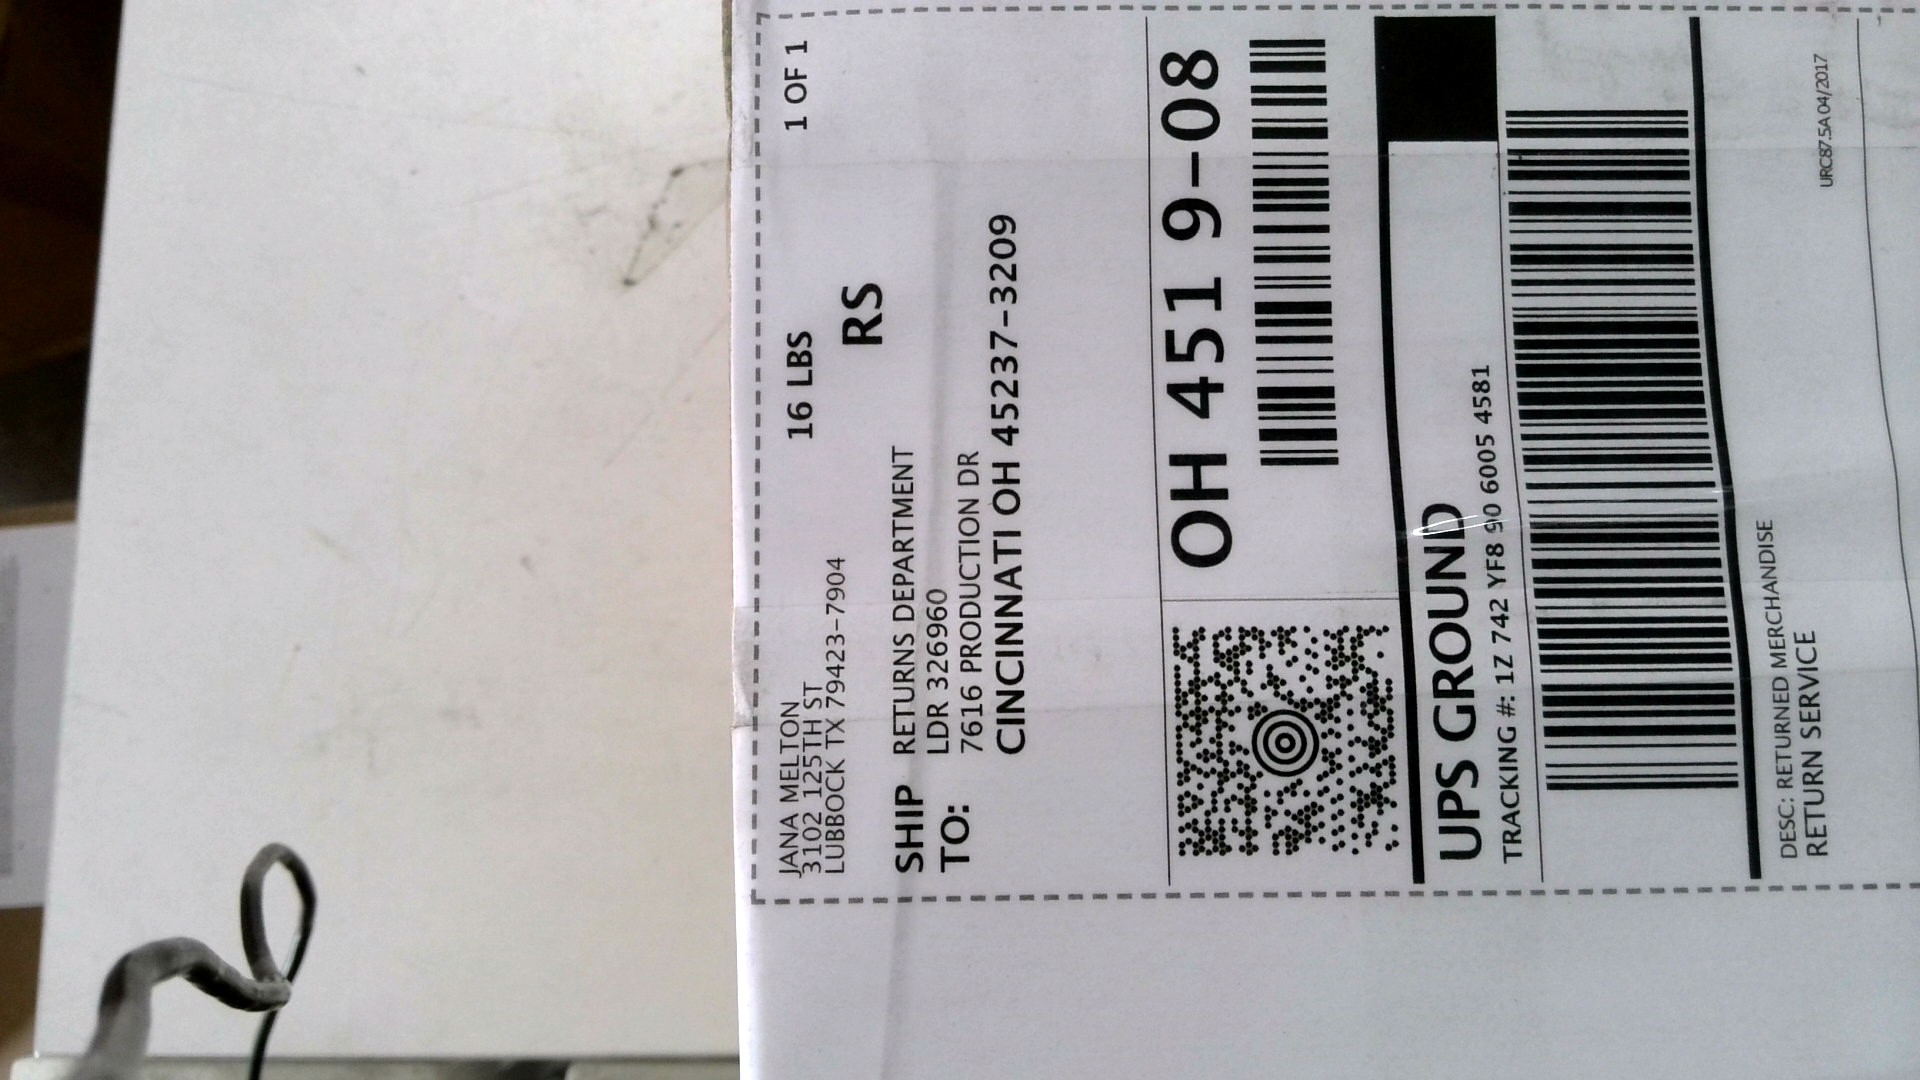 JANA MELTON
3102 125TH ST
LUBBOCK TX 79423-7904
16 LBS
1 OF 1
RS
SHIP TO:
RETURNS DEPARTMENT
LDR 326960
7616 PRODUCTION DR
CINCINNATI OH 45237-3209
OH 451 9-08
UPS GROUND
TRACKING #: 1Z 742 YF8 90 6005 4581
DESC: RETURNED MERCHANDISE
RETURN SERVICE
URC87.5A 04/2017